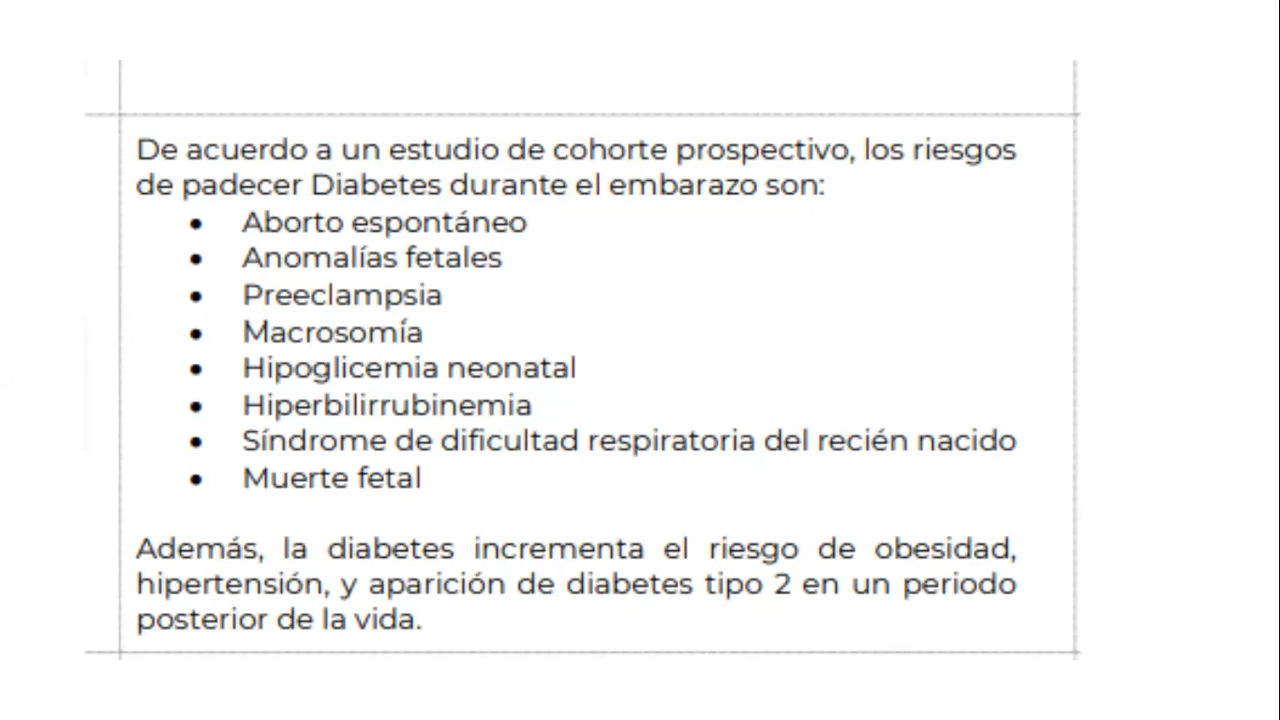 De acuerdo a un estudio de cohorte prospectivo, los riesgos
de padecer Diabetes durante el embarazo son:
• Aborto espontáneo
• Anomalías fetales
• Preeclampsia
• Macrosomía
• Hipoglicemia neonatal
• Hiperbilirrubinemia
• Síndrome de dificultad respiratoria del recién nacido
• Muerte fetal
Además, la diabetes incrementa el riesgo de obesidad,
hipertensión, y aparición de diabetes tipo 2 en un periodo
posterior de la vida.